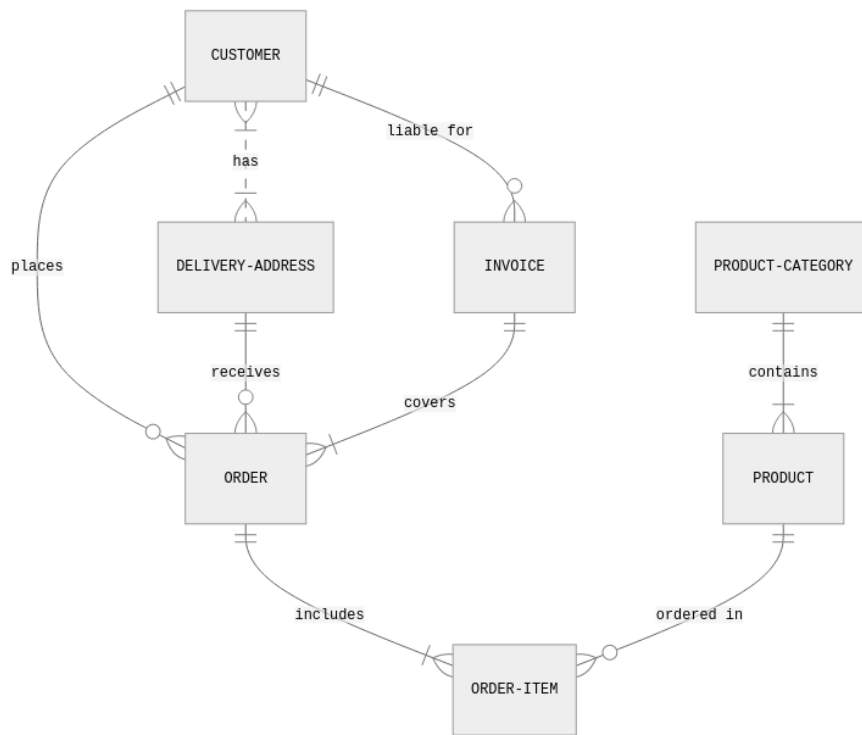 CUSTOMER
liable for
has
places
DELIVERY-ADDRESS
INVOICE
PRODUCT-CATEGORY
receives
contains
covers
ORDER
PRODUCT
includes
ordered in
ORDER-ITEM